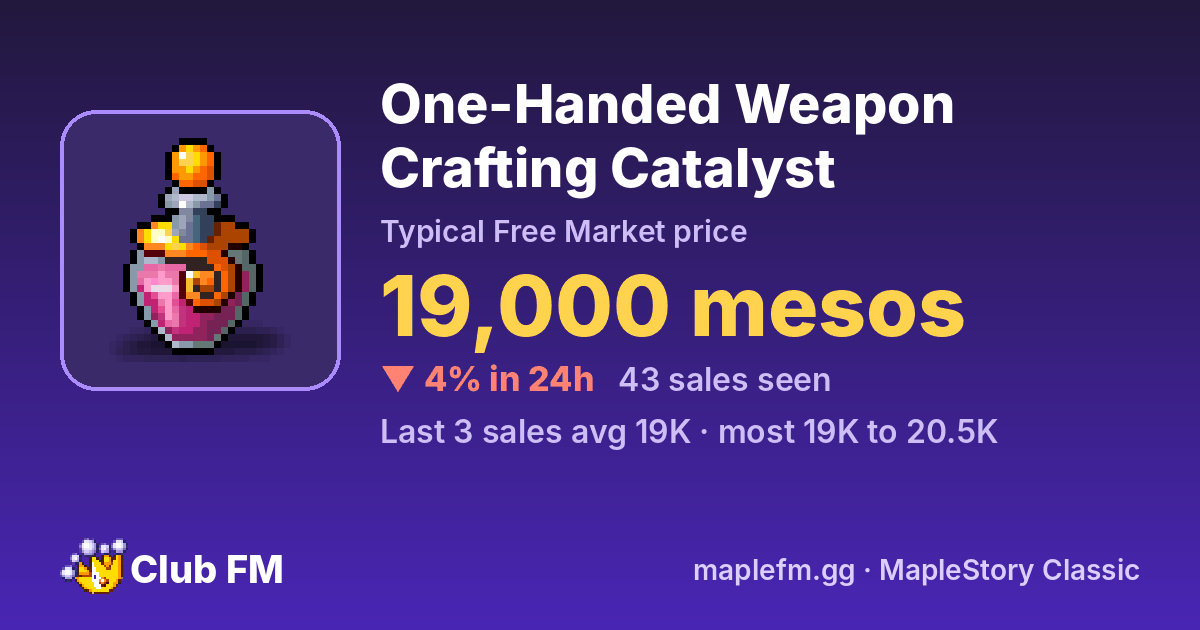 One-Handed Weapon
Crafting Catalyst
Typical Free Market price
19,000 mesos
▼ 4% in 24h 43 sales seen
Last 3 sales avg 19K · most 19K to 20.5K
Club FM
maplefm.gg · MapleStory Classic